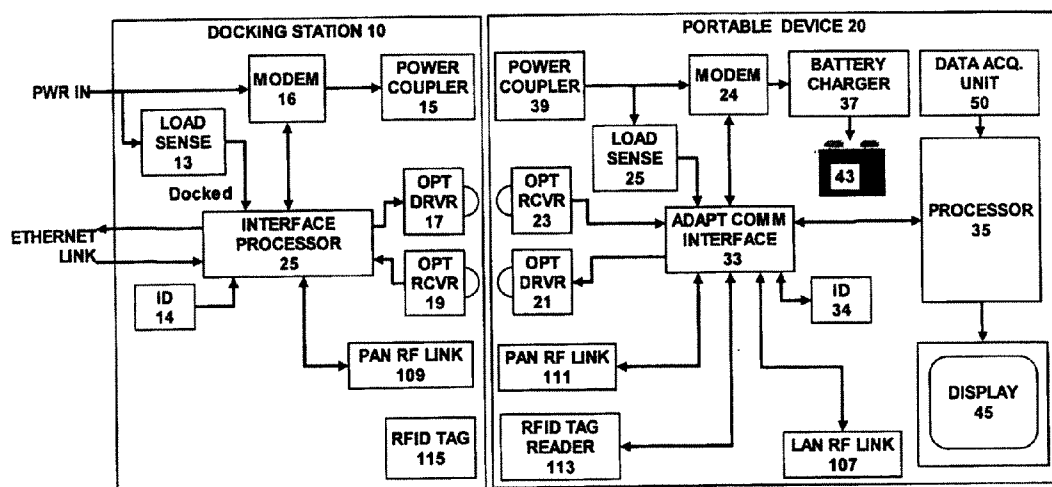 DOCKING STATION 10
PORTABLE DEVICE 20
PWR IN
MODEM
16
POWER
COUPLER
15
LOAD
SENSE
13
Docked
ETHERNET
LINK
INTERFACE
PROCESSOR
25
OPT
DRVR
17
OPT
RCVR
19
ID
14
PAN RF LINK
109
RFID TAG
115
POWER
COUPLER
39
MODEM
24
BATTERY
CHARGER
37
DATA ACQ.
UNIT
50
LOAD
SENSE
25
43
OPT
RCVR
23
ADAPT COMM
INTERFACE
33
PROCESSOR
35
OPT
DRVR
21
ID
34
PAN RF LINK
111
RFID TAG
READER
113
LAN RF LINK
107
DISPLAY
45